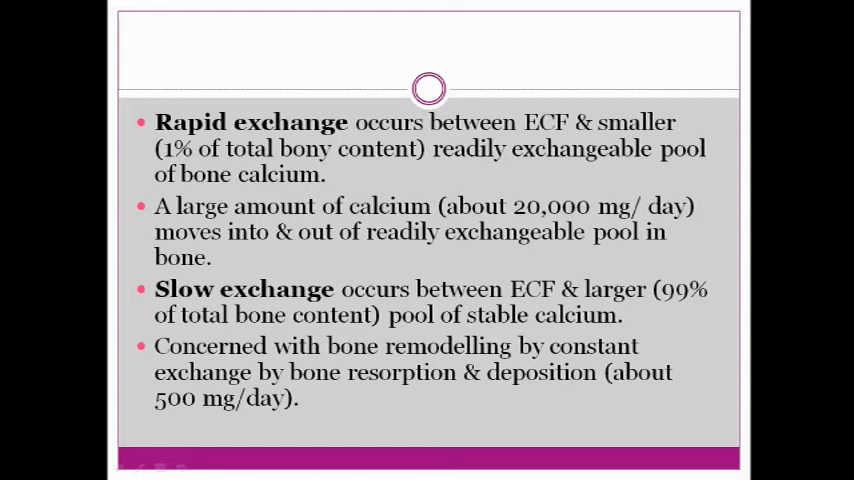 • Rapid exchange occurs between ECF & smaller
(1% of total bony content) readily exchangeable pool
of bone calcium.
• A large amount of calcium (about 20,000 mg/ day)
moves into & out of readily exchangeable pool in
bone.
• Slow exchange occurs between ECF & larger (99%
of total bone content) pool of stable calcium.
• Concerned with bone remodelling by constant
exchange by bone resorption & deposition (about
500 mg/day).